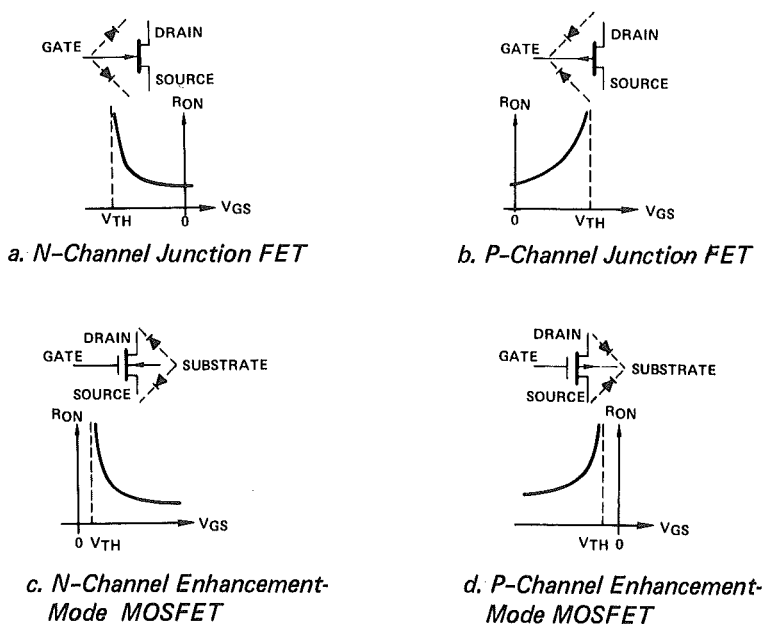 DRAIN
GATE
SOURCE
RON
VTH 0 VGS
a. N-Channel Junction FET
DRAIN
GATE
SOURCE
RON
0 VTH VGS
b. P-Channel Junction FET
DRAIN
GATE
SUBSTRATE
SOURCE
RON
0 VTH VGS
c. N-Channel Enhancement-
Mode MOSFET
DRAIN
GATE
SUBSTRATE
SOURCE
RON
VTH 0 VGS
d. P-Channel Enhancement-
Mode MOSFET